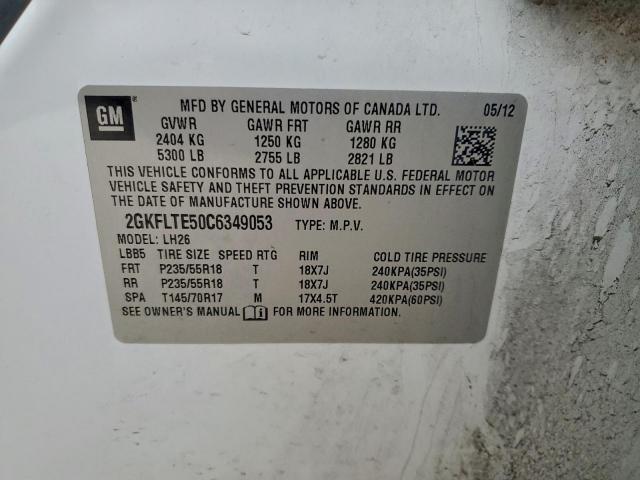 GM ® MFD BY GENERAL MOTORS OF CANADA LTD. 05/12
GVWR GAWR FRT GAWR RR
2404 KG 1250 KG 1280 KG
5300 LB 2755 LB 2821 LB
THIS VEHICLE CONFORMS TO ALL APPLICABLE U.S. FEDERAL MOTOR
VEHICLE SAFETY AND THEFT PREVENTION STANDARDS IN EFFECT ON
THE DATE OF MANUFACTURE SHOWN ABOVE.
2GKFLTE50C6349053 TYPE: M.P.V.
MODEL: LH26
LBB5 TIRE SIZE SPEED RTG RIM COLD TIRE PRESSURE
FRT P235/55R18 T 18X7J 240KPA(35PSI)
RR P235/55R18 T 18X7J 240KPA(35PSI)
SPA T145/70R17 M 17X4.5T 420KPA(60PSI)
SEE OWNER'S MANUAL FOR MORE INFORMATION.